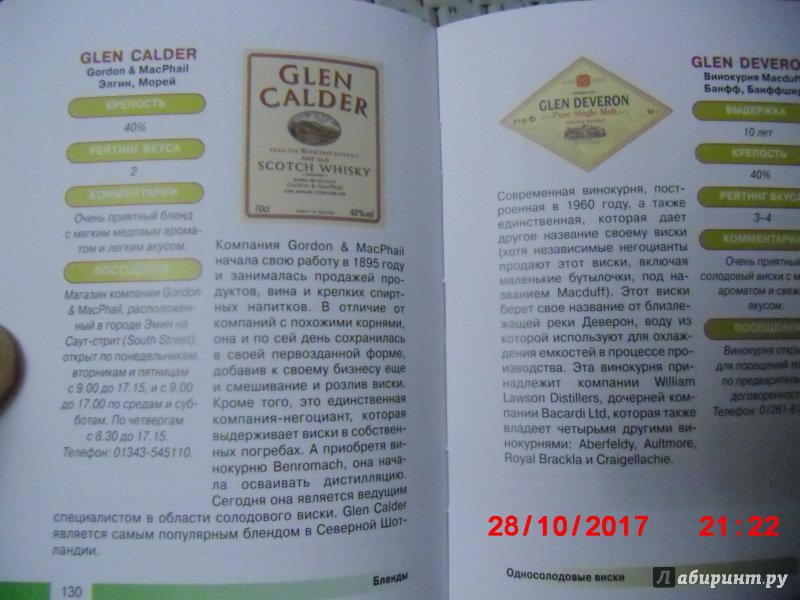 GLEN CALDER
Gordon & MacPhail
Элгин, Морей
КРЕПОСТЬ
40%
РЕЙТИНГ ВКУСА
2
КОММЕНТАРИИ
Очень приятный бленд
с мягким медовым арома-
том и легким вкусом.
ПОСЕЩЕНИЯ
Магазин компании Gordon
& MacPhail, расположен-
ный в городе Элгин на
Саут-стрит (South Street),
открыт по понедельникам,
вторникам и пятницам
с 9.00 до 17.15, и с 9.00
до 17.00 по средам и суб-
ботам. По четвергам
с 8.30 до 17.15.
Телефон: 01343-545110.
GLEN
CALDER
FINE OLD
SCOTCH WHISKY
Gordon & MacPhail
70cl 40%vol
Компания Gordon & MacPhail
начала свою работу в 1895 году
и занималась продажей про-
дуктов, вина и крепких спирт-
ных напитков. В отличие от
компаний с похожими корнями,
она и по сей день сохранилась
в своей первозданной форме,
добавив к своему бизнесу еще
и смешивание и розлив виски.
Кроме того, это единственная
компания-негоциант, которая
выдерживает виски в собствен-
ных погребах. А приобретя ви-
нокурню Benromach, она нача-
ла осваивать дистилляцию.
Сегодня она является ведущим
специалистом в области солодового виски. Glen Calder
является самым популярным блендом в Северной Шот-
ландии.
130
Бленды
GLEN DEVERON
Pure Single Malt
Современная винокурня, пост-
роенная в 1960 году, а также
единственная, которая дает
другое название своему виски
(хотя независимые негоцианты
продают этот виски, включая
маленькие бутылочки, под на-
званием Macduff). Этот виски
берет свое название от близле-
жащей реки Деверон, воду из
которой используют для охлаж-
дения емкостей в процессе про-
изводства. Эта винокурня при-
надлежит компании William
Lawson Distillers, дочерней ком-
пании Bacardi Ltd, которая также
владеет четырьмя другими ви-
нокурнями: Aberfeldy, Aultmore,
Royal Brackla и Craigellachie.
GLEN DEVERO
Винокурня Macduff
Банфф, Банффшир
ВЫДЕРЖКА
10 лет
КРЕПОСТЬ
40%
РЕЙТИНГ ВКУСА
3–4
КОММЕНТАРИИ
Очень приятный
солодовый виски с
ароматом и свеж
вкусом.
ПОСЕЩЕНИЯ
Винокурня откры
для посещений то
по предварител
договоренност
Телефон: 01261-8
Односолодовые виски
28/10/2017 21:22
Лабиринт.ру